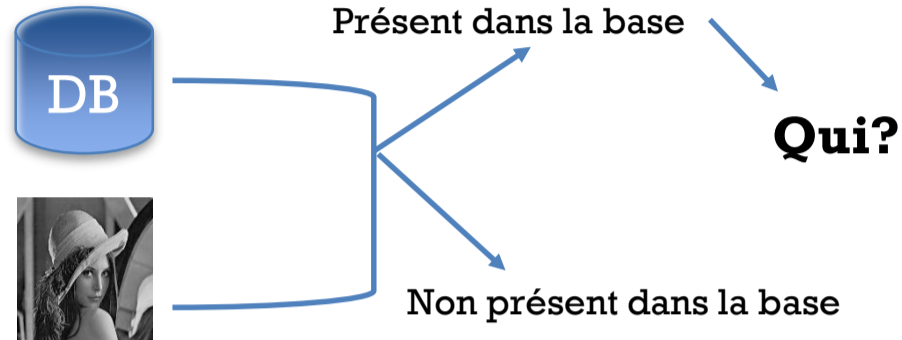 Présent dans la base
DB
Qui?
Non présent dans la base